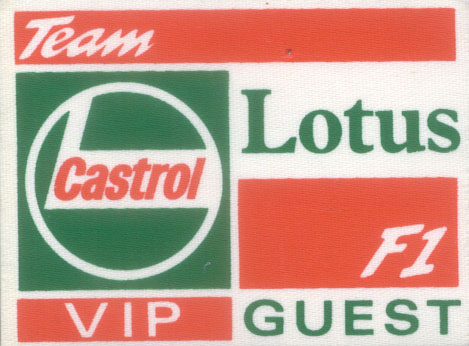 Team
Castrol
Lotus
F1
VIP GUEST